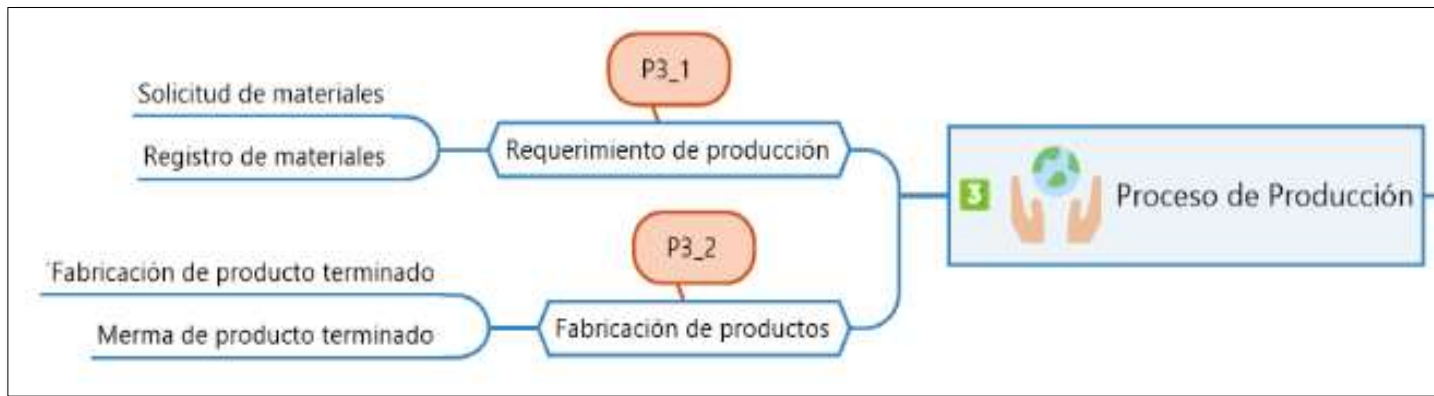 P3_1
Solicitud de materiales
Registro de materiales
Requerimiento de producción
3
Proceso de Producción
P3_2
Fabricación de producto terminado
Merma de producto terminado
Fabricación de productos